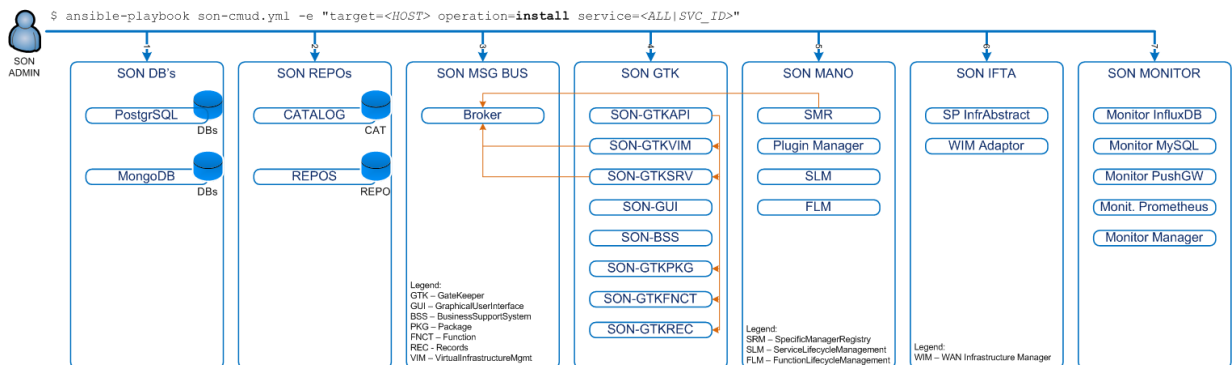 $ ansible-playbook son-cmud.yml -e "target=<HOST> operation=install service=<ALL|SVC_ID>"
SON
ADMIN
1
2
3
4
5
6
7
SON DB's
PostgrSQL
DBs
MongoDB
DBs
SON REPOs
CATALOG
CAT
REPOS
REPO
SON MSG BUS
Broker
Legend:
GTK – GateKeeper
GUI – GraphicalUserInterface
BSS – BusinessSupportSystem
PKG – Package
FNCT – Function
REC - Records
VIM – VirtualInfrastructureMgmt
SON GTK
SON-GTKAPI
SON-GTKVIM
SON-GTKSRV
SON-GUI
SON-BSS
SON-GTKPKG
SON-GTKFNCT
SON-GTKREC
SON MANO
SMR
Plugin Manager
SLM
FLM
Legend:
SRM – SpecificManagerRegistry
SLM – ServiceLifecycleManagement
FLM – FunctionLifecycleManagement
SON IFTA
SP InfrAbstract
WIM Adaptor
Legend:
WIM – WAN Infrastructure Manager
SON MONITOR
Monitor InfluxDB
Monitor MySQL
Monitor PushGW
Monit. Prometheus
Monitor Manager